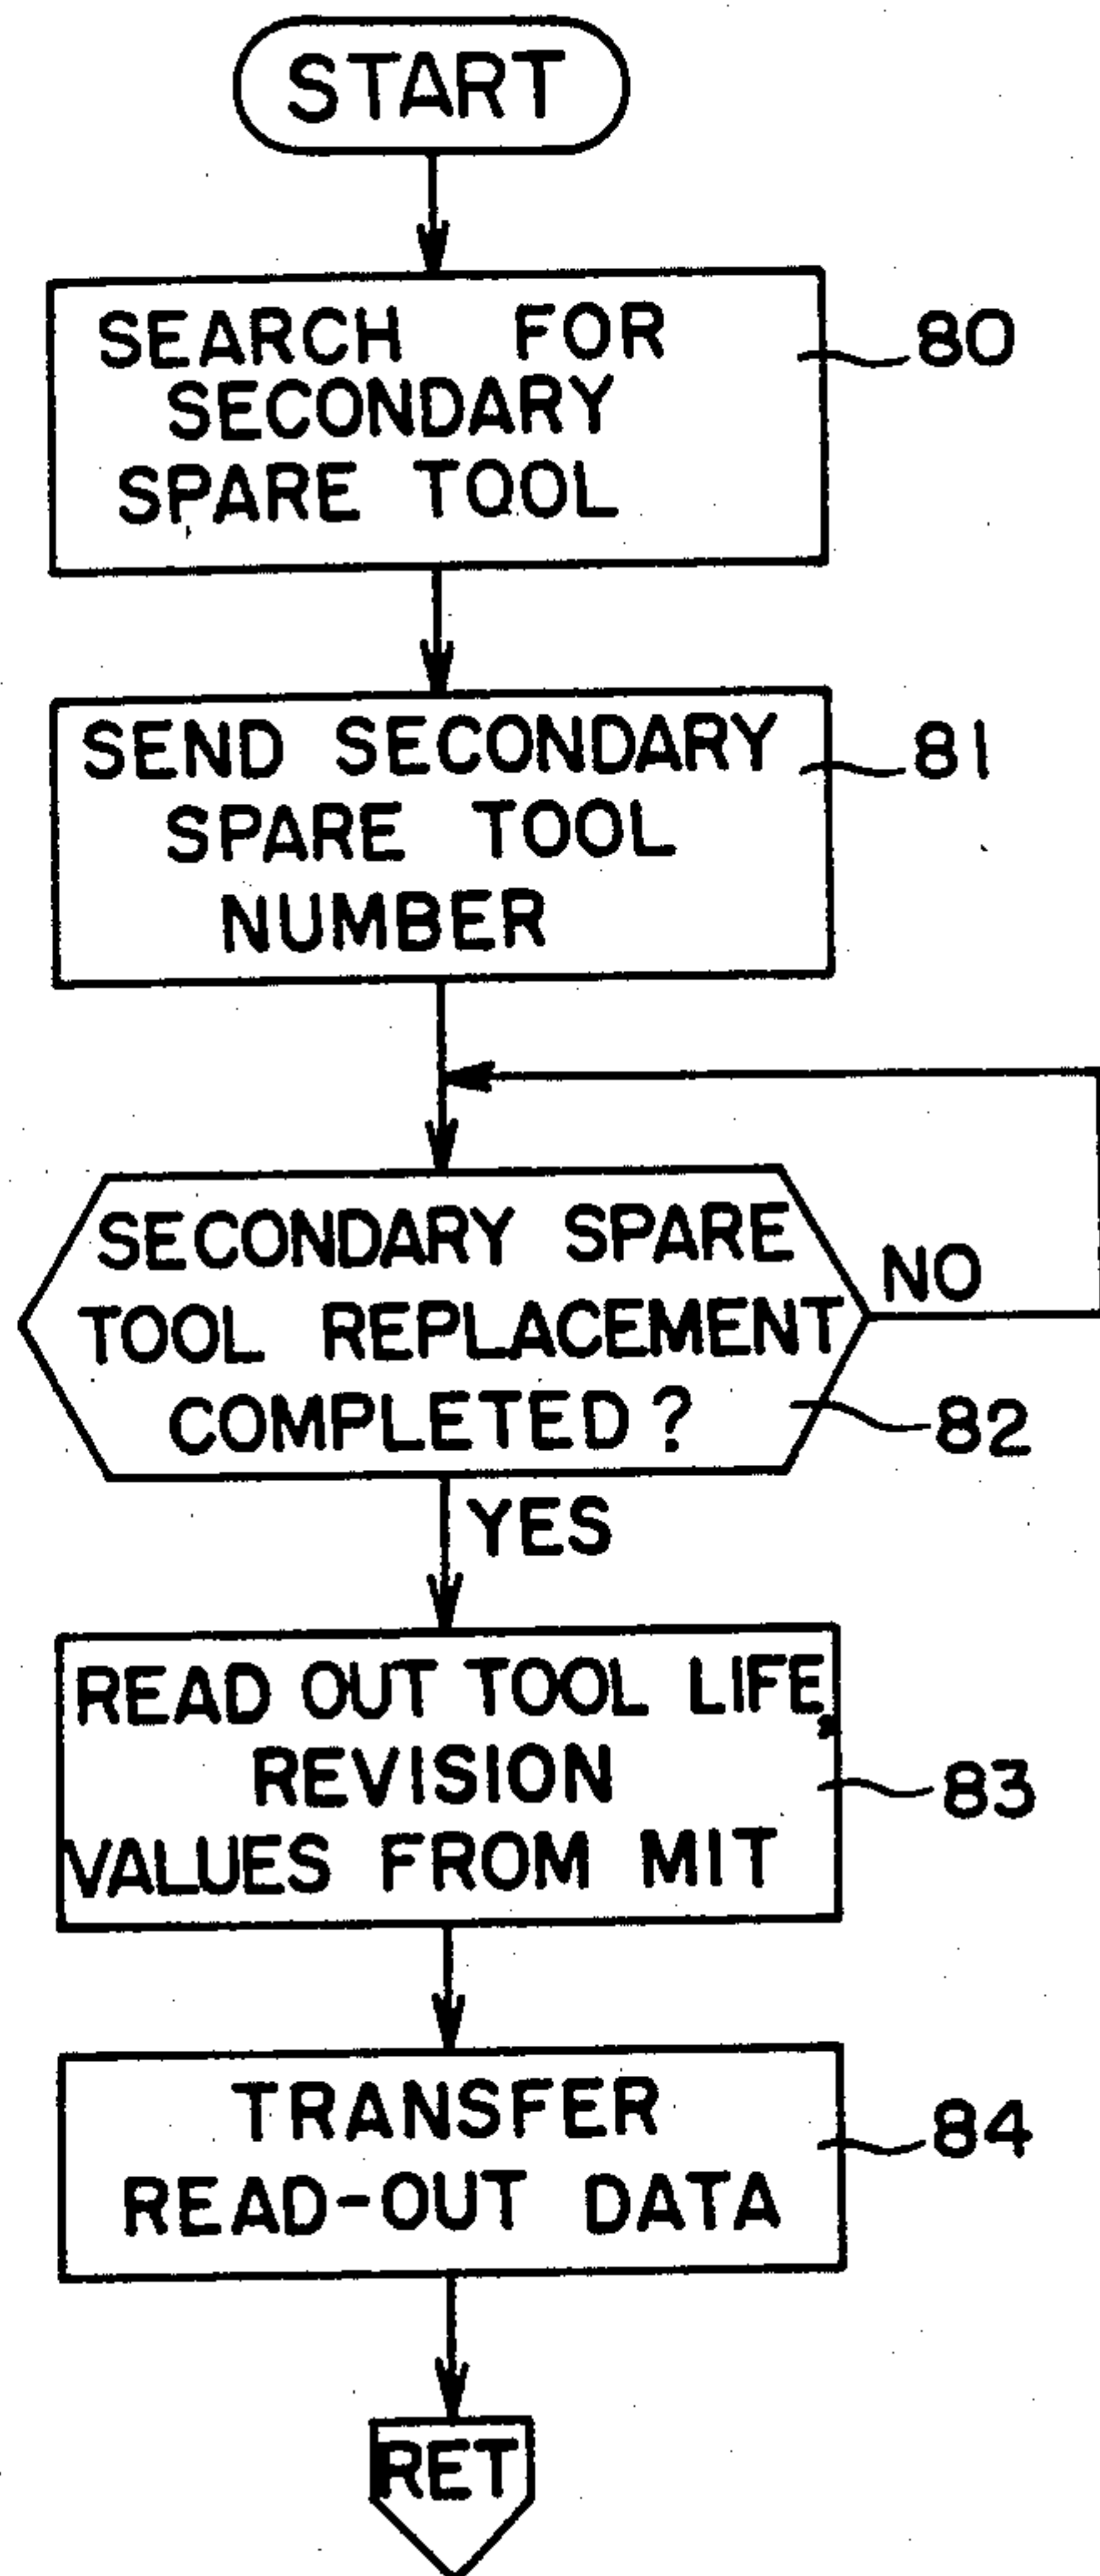 START
SEARCH FOR
SECONDARY
SPARE TOOL
80
SEND SECONDARY
SPARE TOOL
NUMBER
81
SECONDARY SPARE
TOOL REPLACEMENT
COMPLETED?
NO
82
YES
READ OUT TOOL LIFE,
REVISION
VALUES FROM MIT
83
TRANSFER
READ-OUT DATA
84
RET